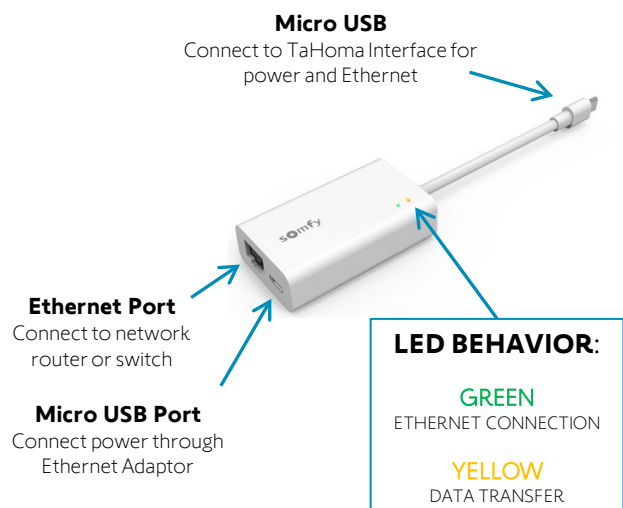 Micro USB
Connect to TaHoma Interface for
power and Ethernet
somfy
Ethernet Port
Connect to network
router or switch
Micro USB Port
Connect power through
Ethernet Adaptor
LED BEHAVIOR:
GREEN
ETHERNET CONNECTION
YELLOW
DATA TRANSFER